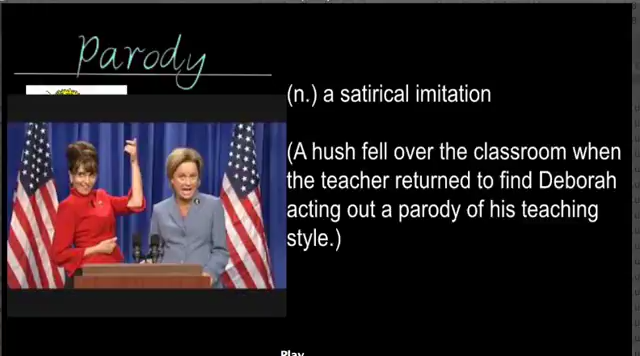 Parody
(n.) a satirical imitation
(A hush fell over the classroom when
the teacher returned to find Deborah
acting out a parody of his teaching
style.)
Play